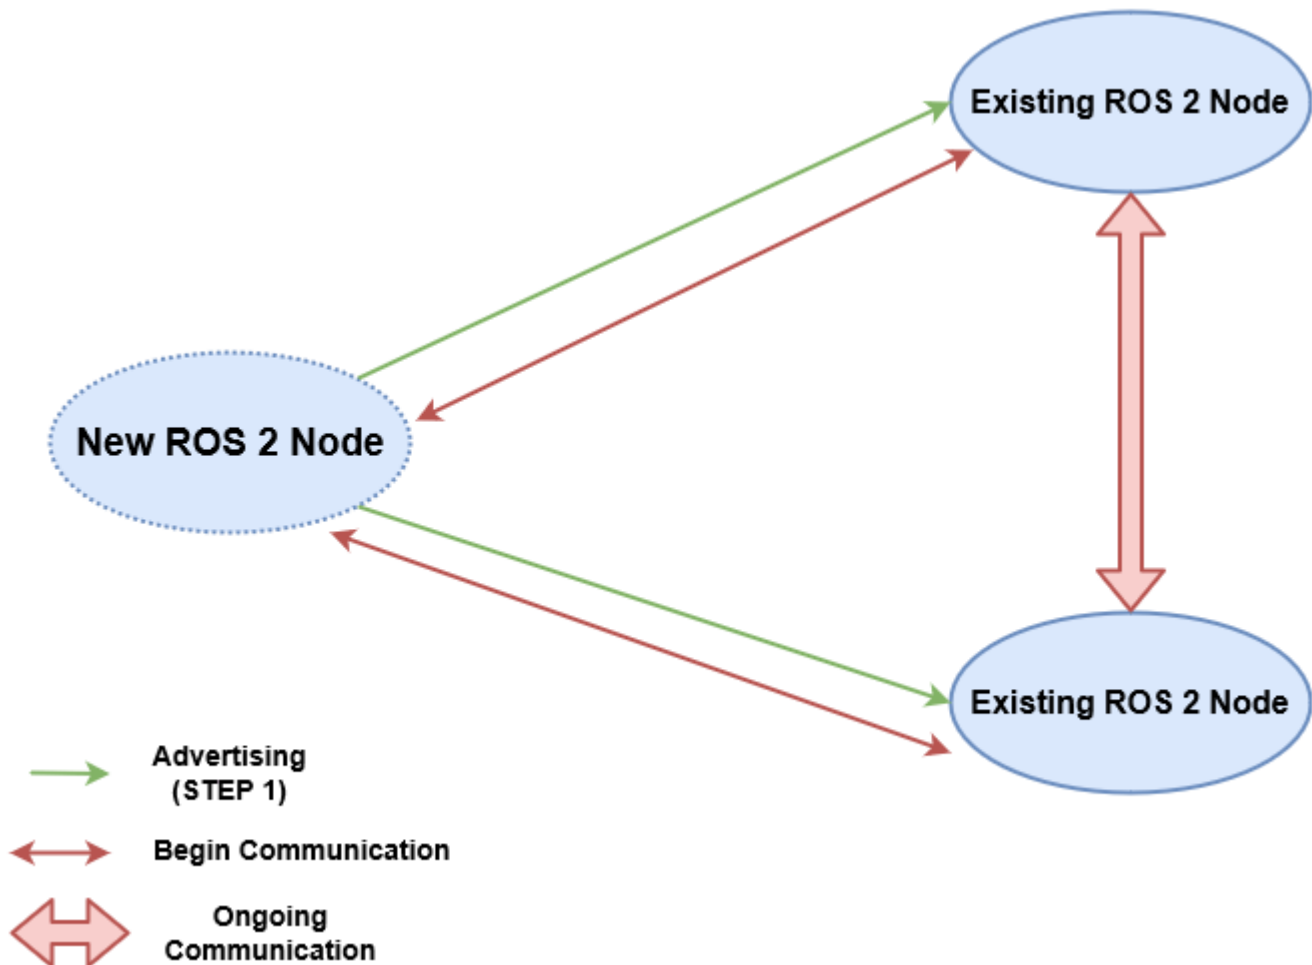 Existing ROS 2 Node
New ROS 2 Node
Existing ROS 2 Node
Advertising
(STEP 1)
Begin Communication
Ongoing
Communication